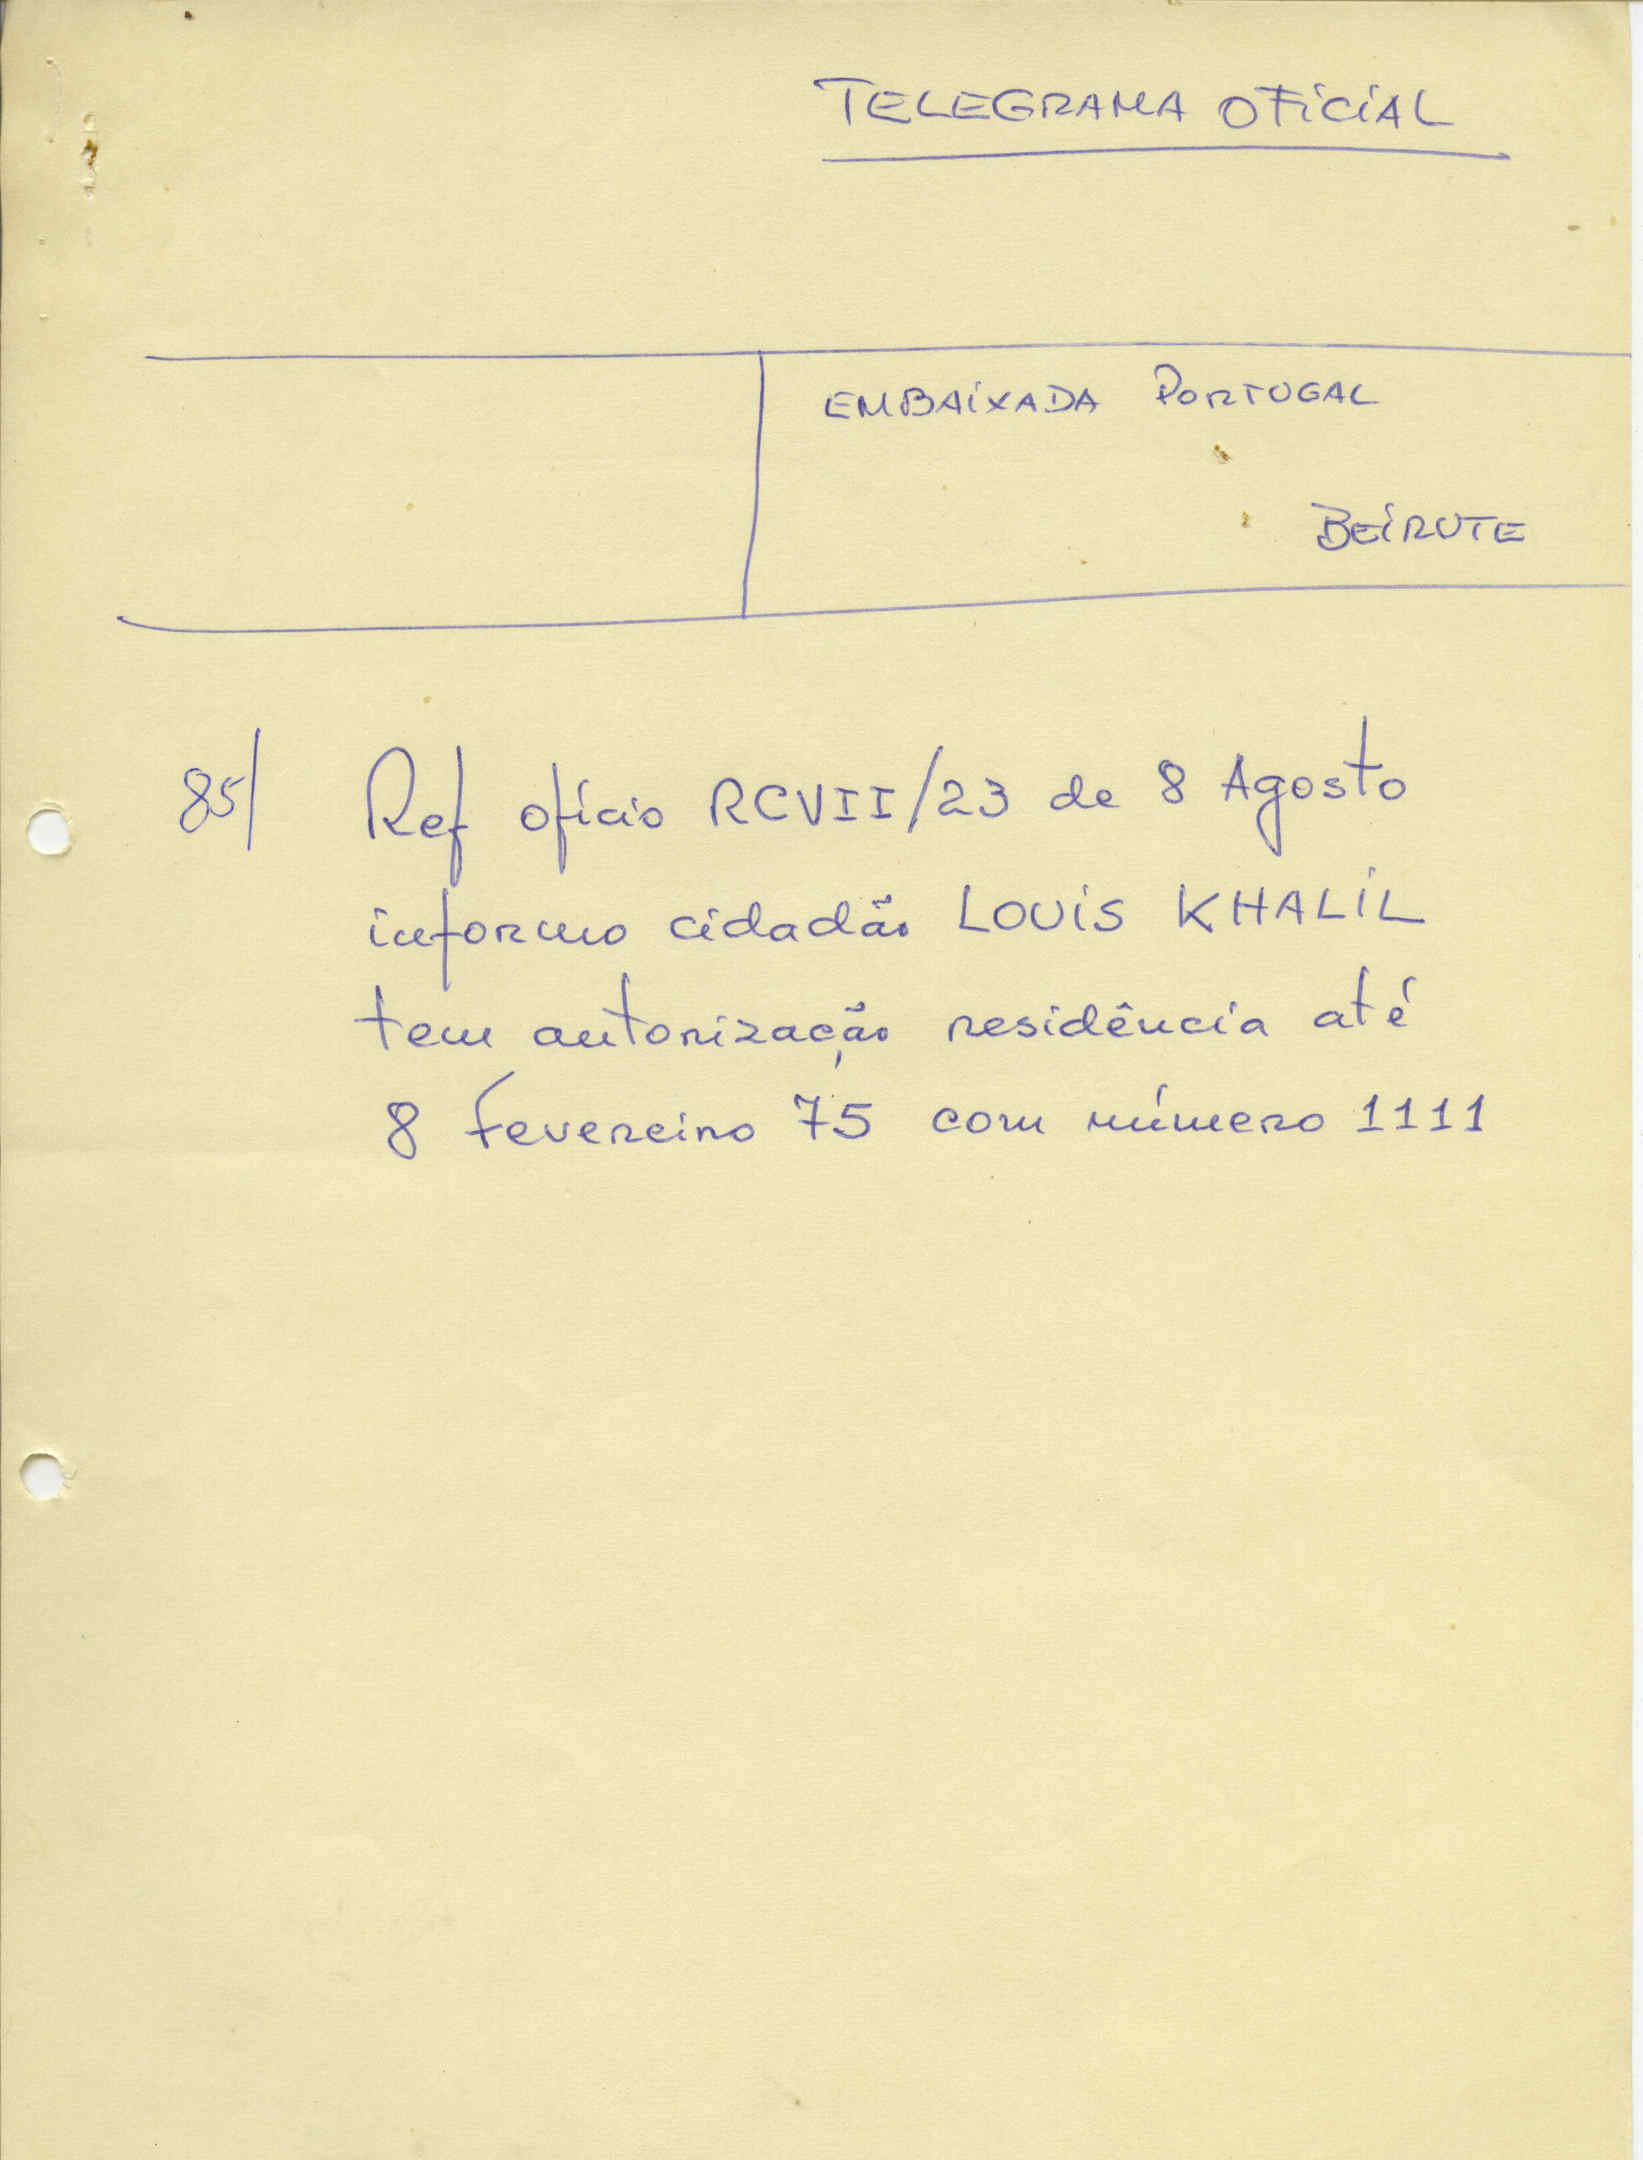 TELEGRAMA OFiCiAL
EMBAiXADA PORTUGAL
BEiRUTE
85/ Ref ofício RCVII/23 de 8 Agosto
informo cidadão LOUiS KHALiL
tem autorização residência até
8 Fevereiro 75 com número 1111